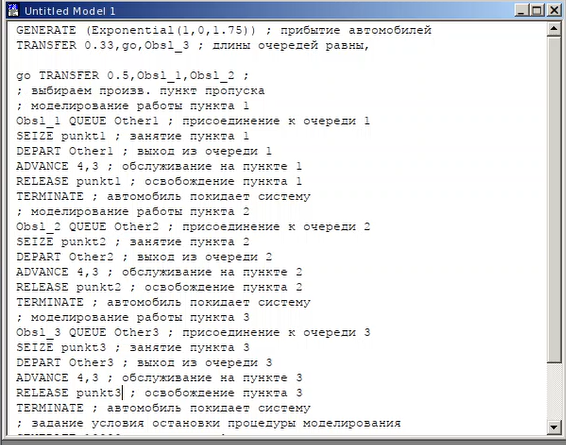 Untitled Model 1
GENERATE (Exponential(1,0,1.75)) ; прибытие автомобилей
TRANSFER 0.33,go,Obsl_3 ; длины очередей равны,
go TRANSFER 0.5,Obsl_1,Obsl_2 ;
; выбираем произв. пункт пропуска
; моделирование работы пункта 1
Obsl_1 QUEUE Other1 ; присоединение к очереди 1
SEIZE punkt1 ; занятие пункта 1
DEPART Other1 ; выход из очереди 1
ADVANCE 4,3 ; обслуживание на пункте 1
RELEASE punkt1 ; освобождение пункта 1
TERMINATE ; автомобиль покидает систему
; моделирование работы пункта 2
Obsl_2 QUEUE Other2 ; присоединение к очереди 2
SEIZE punkt2 ; занятие пункта 2
DEPART Other2 ; выход из очереди 2
ADVANCE 4,3 ; обслуживание на пункте 2
RELEASE punkt2 ; освобождение пункта 2
TERMINATE ; автомобиль покидает систему
; моделирование работы пункта 3
Obsl_3 QUEUE Other3 ; присоединение к очереди 3
SEIZE punkt3 ; занятие пункта 3
DEPART Other3 ; выход из очереди 3
ADVANCE 4,3 ; обслуживание на пункте 3
RELEASE punkt3 ; освобождение пункта 3
TERMINATE ; автомобиль покидает систему
; задание условия остановки процедуры моделирования